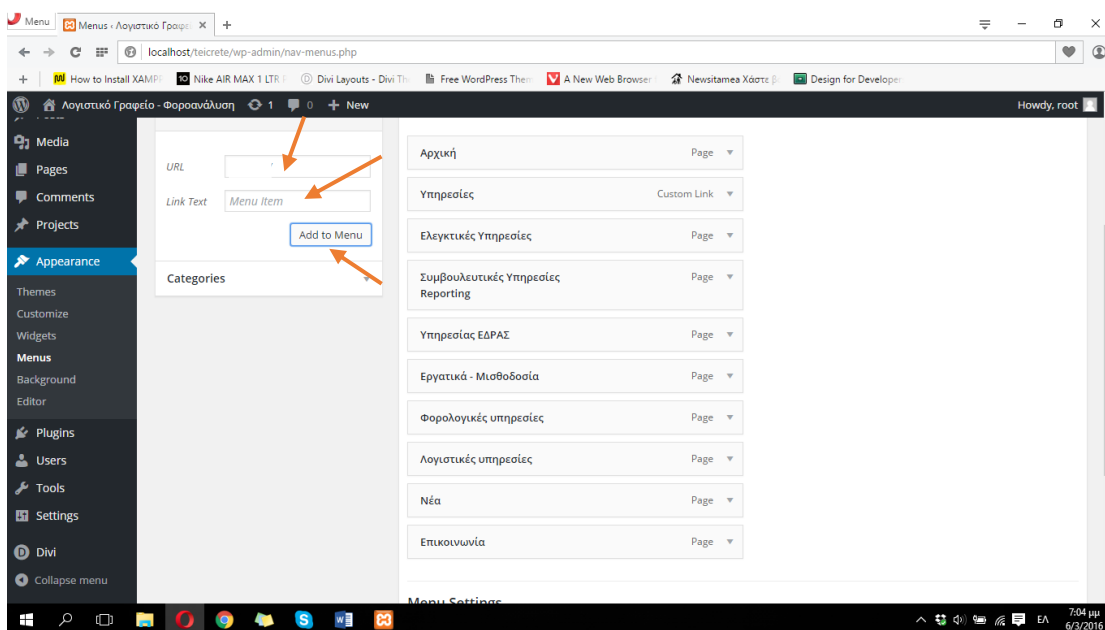 Menu
Menus ‹ Λογιστικό Γραφεί
localhost/teicrete/wp-admin/nav-menus.php
How to Install XAMPP
Nike AIR MAX 1 LTR
Divi Layouts - Divi Th
Free WordPress Them
A New Web Browser
Newsitamea Χάστε β
Design for Developer
Λογιστικό Γραφείο - Φοροανάλυση 1 0 + New
Howdy, root
Media
Pages
Comments
Projects
Appearance
Themes
Customize
Widgets
Menus
Background
Editor
Plugins
Users
Tools
Settings
Divi
Collapse menu
URL
Link Text Menu Item
Add to Menu
Categories
Αρχική Page
Υπηρεσίες Custom Link
Ελεγκτικές Υπηρεσίες Page
Συμβουλευτικές Υπηρεσίες Page
Reporting
Υπηρεσίας ΕΔΡΑΣ Page
Εργατικά - Μισθοδοσία Page
Φορολογικές υπηρεσίες Page
Λογιστικές υπηρεσίες Page
Νέα Page
Επικοινωνία Page
Menu Settings
ΕΛ
7:04 μμ
6/3/2016